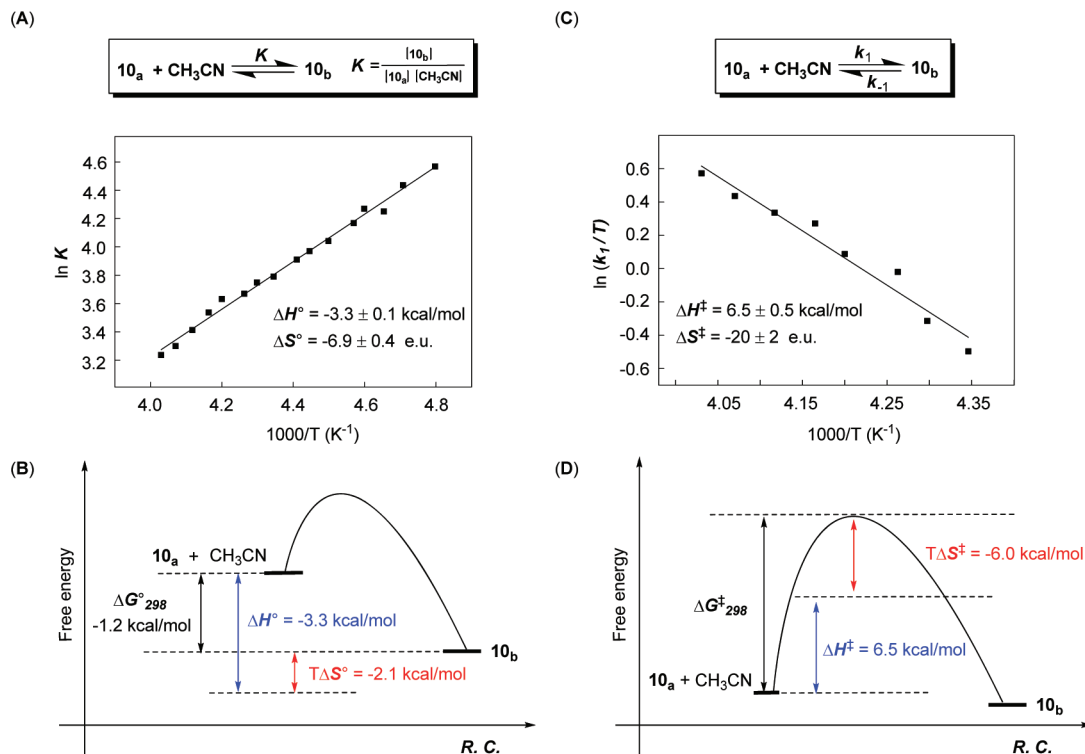 (A)
10a + CH3CN K 10b K = |10b| / |10a| |CH3CN|
ln K
4.6
4.4
4.2
4.0
3.8
3.6
3.4
3.2
ΔH° = -3.3 ± 0.1 kcal/mol
ΔS° = -6.9 ± 0.4 e.u.
4.0 4.2 4.4 4.6 4.8
1000/T (K-1)
(C)
10a + CH3CN k1 k-1 10b
ln (k1/T)
0.6
0.4
0.2
0.0
-0.2
-0.4
-0.6
ΔH‡ = 6.5 ± 0.5 kcal/mol
ΔS‡ = -20 ± 2 e.u.
4.05 4.15 4.25 4.35
1000/T (K-1)
(B)
Free energy
10a + CH3CN
ΔG°298
-1.2 kcal/mol
ΔH° = -3.3 kcal/mol
TΔS° = -2.1 kcal/mol
10b
R. C.
(D)
Free energy
TΔS‡ = -6.0 kcal/mol
ΔG‡298
ΔH‡ = 6.5 kcal/mol
10a + CH3CN
10b
R. C.